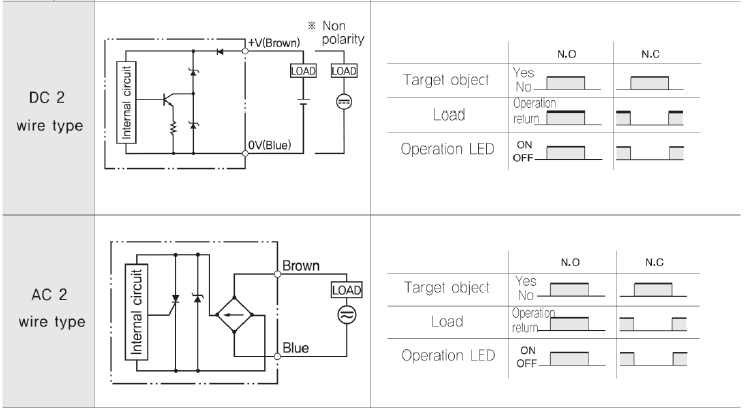 DC 2
wire type
Internal circuit
+V(Brown)
※ Non
polarity
LOAD
LOAD
0V(Blue)
N.O
N.C
Target object
Yes
No
Load
Operation
return
Operation LED
ON
OFF
AC 2
wire type
Internal circuit
Brown
LOAD
Blue
N.O
N.C
Target object
Yes
No
Load
Operation
return
Operation LED
ON
OFF